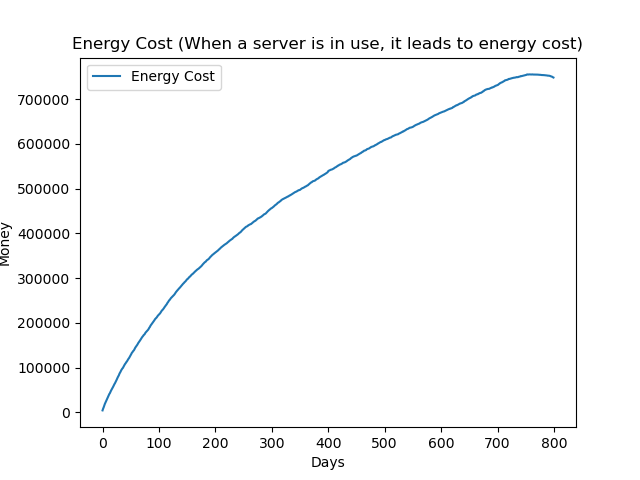 Energy Cost (When a server is in use, it leads to energy cost)
Energy Cost
700000
600000
500000
400000
300000
200000
100000
0
Money
0 100 200 300 400 500 600 700 800
Days